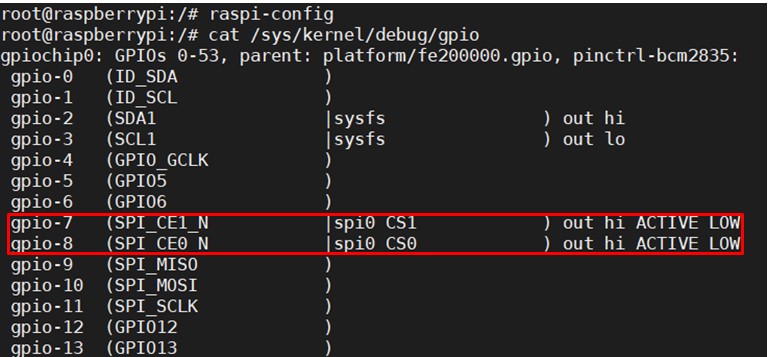 root@raspberrypi:/# raspi-config
root@raspberrypi:/# cat /sys/kernel/debug/gpio
gpiochip0: GPIOs 0-53, parent: platform/fe200000.gpio, pinctrl-bcm2835:
 gpio-0   (ID_SDA              )
 gpio-1   (ID_SCL              )
 gpio-2   (SDA1                |sysfs               ) out hi
 gpio-3   (SCL1                |sysfs               ) out lo
 gpio-4   (GPIO_GCLK           )
 gpio-5   (GPIO5               )
 gpio-6   (GPIO6               )
 gpio-7   (SPI_CE1_N           |spi0 CS1            ) out hi ACTIVE LOW
 gpio-8   (SPI_CE0_N           |spi0 CS0            ) out hi ACTIVE LOW
 gpio-9   (SPI_MISO            )
 gpio-10  (SPI_MOSI            )
 gpio-11  (SPI_SCLK            )
 gpio-12  (GPIO12              )
 gpio-13  (GPIO13              )